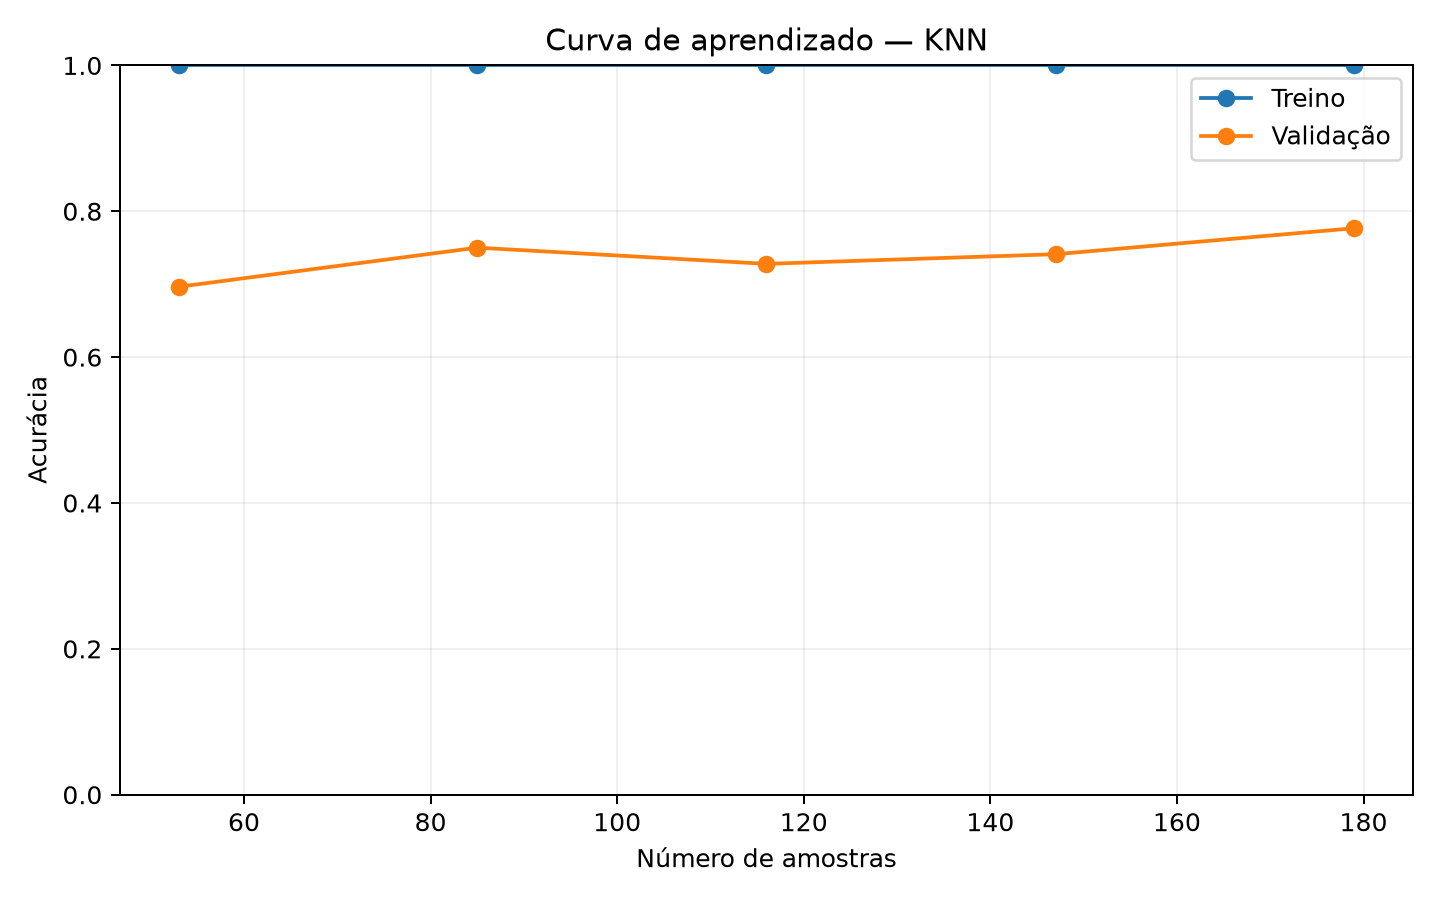 Curva de aprendizado — KNN
1.0
0.8
0.6
0.4
0.2
0.0
Acurácia
Treino
Validação
60 80 100 120 140 160 180
Número de amostras